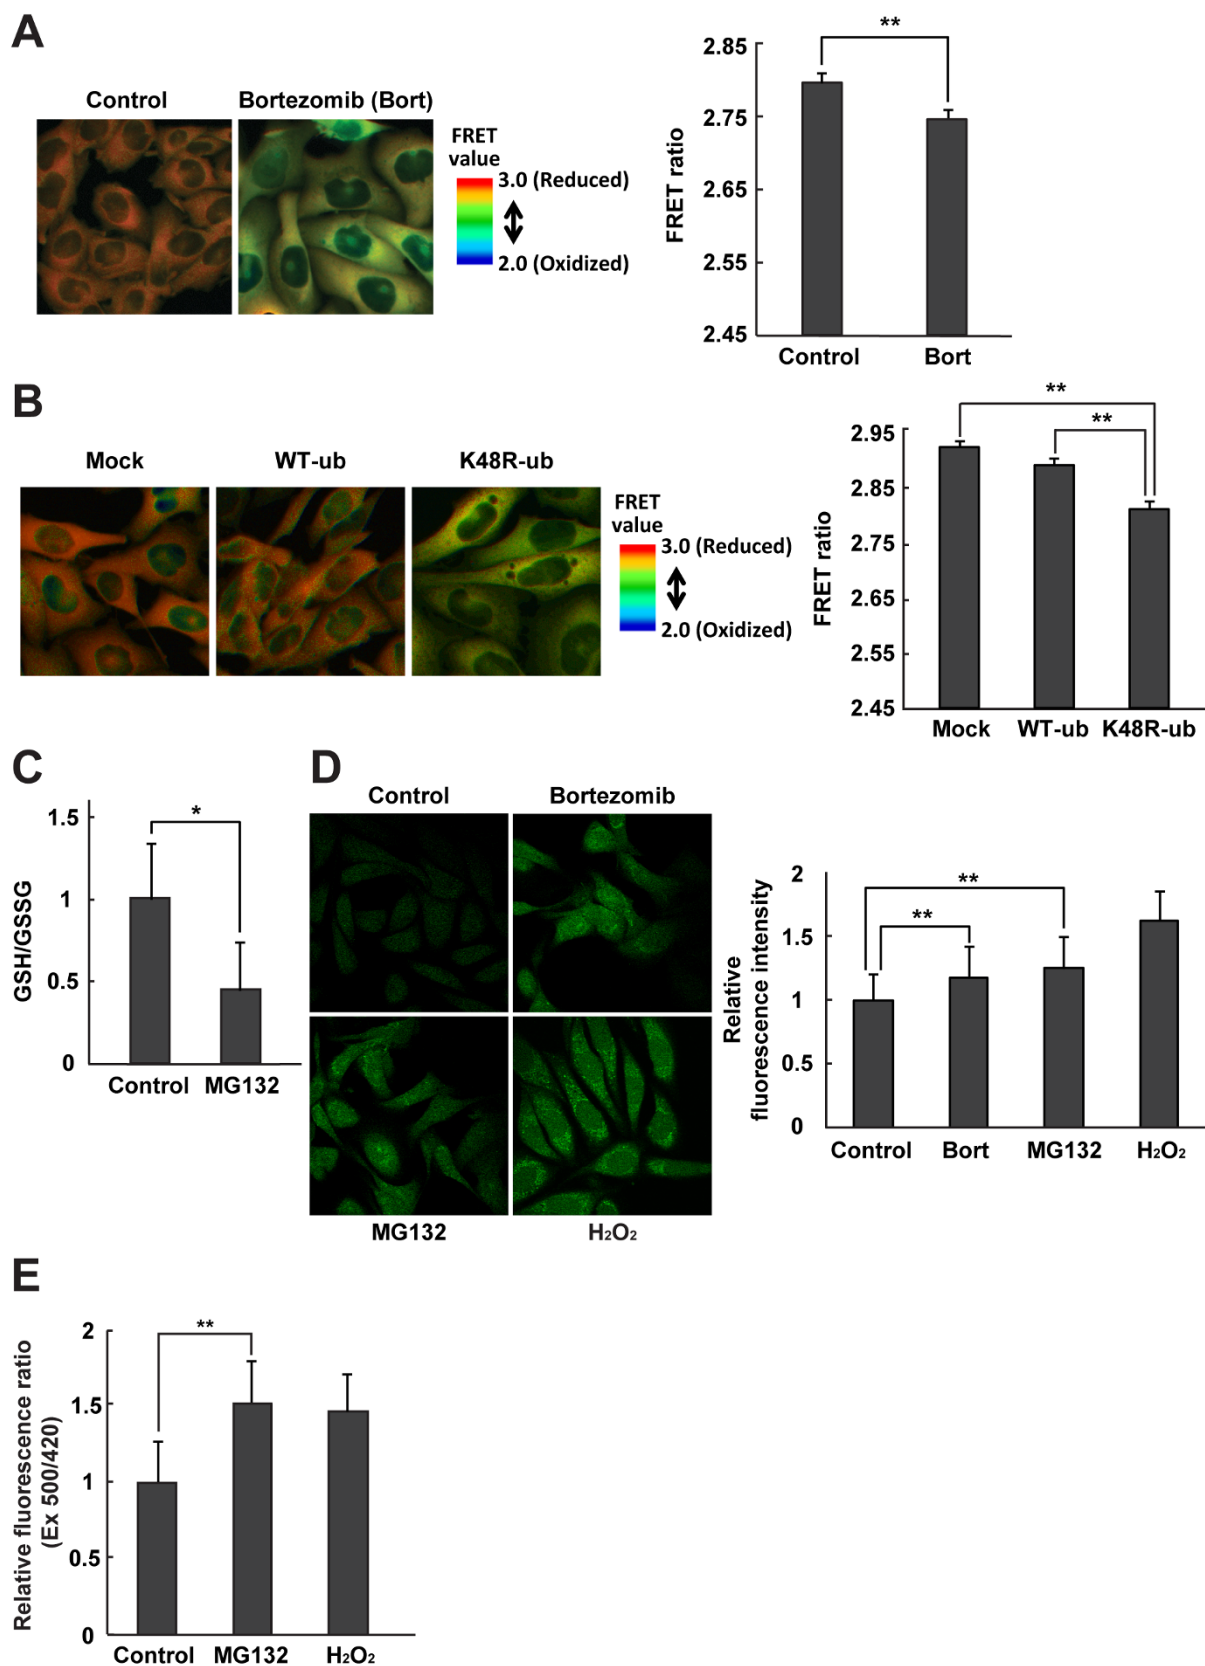 A
Control
Bortezomib (Bort)
FRET
value
3.0 (Reduced)
2.0 (Oxidized)
FRET ratio
2.85
2.75
2.65
2.55
2.45
**
Control
Bort
B
Mock
WT-ub
K48R-ub
FRET
value
3.0 (Reduced)
2.0 (Oxidized)
FRET ratio
2.95
2.85
2.75
2.65
2.55
2.45
**
**
Mock
WT-ub
K48R-ub
C
GSH/GSSG
1.5
1
0.5
0
*
Control
MG132
D
Control
Bortezomib
MG132
H2O2
Relative
fluorescence intensity
2
1.5
1
0.5
0
**
**
Control
Bort
MG132
H2O2
E
Relative fluorescence ratio
(Ex 500/420)
2
1.5
1
0.5
0
**
Control
MG132
H2O2